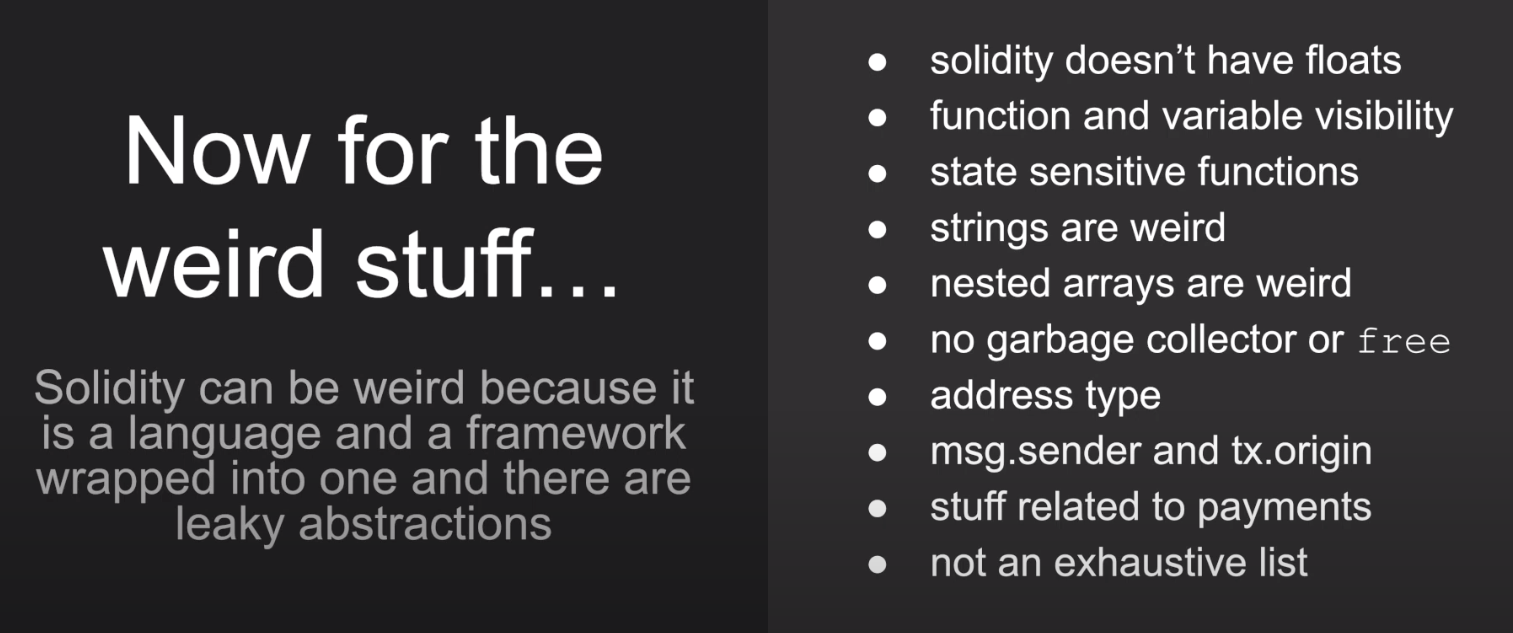 Now for the
weird stuff…
Solidity can be weird because it
is a language and a framework
wrapped into one and there are
leaky abstractions
● solidity doesn’t have floats
● function and variable visibility
● state sensitive functions
● strings are weird
● nested arrays are weird
● no garbage collector or free
● address type
● msg.sender and tx.origin
● stuff related to payments
● not an exhaustive list